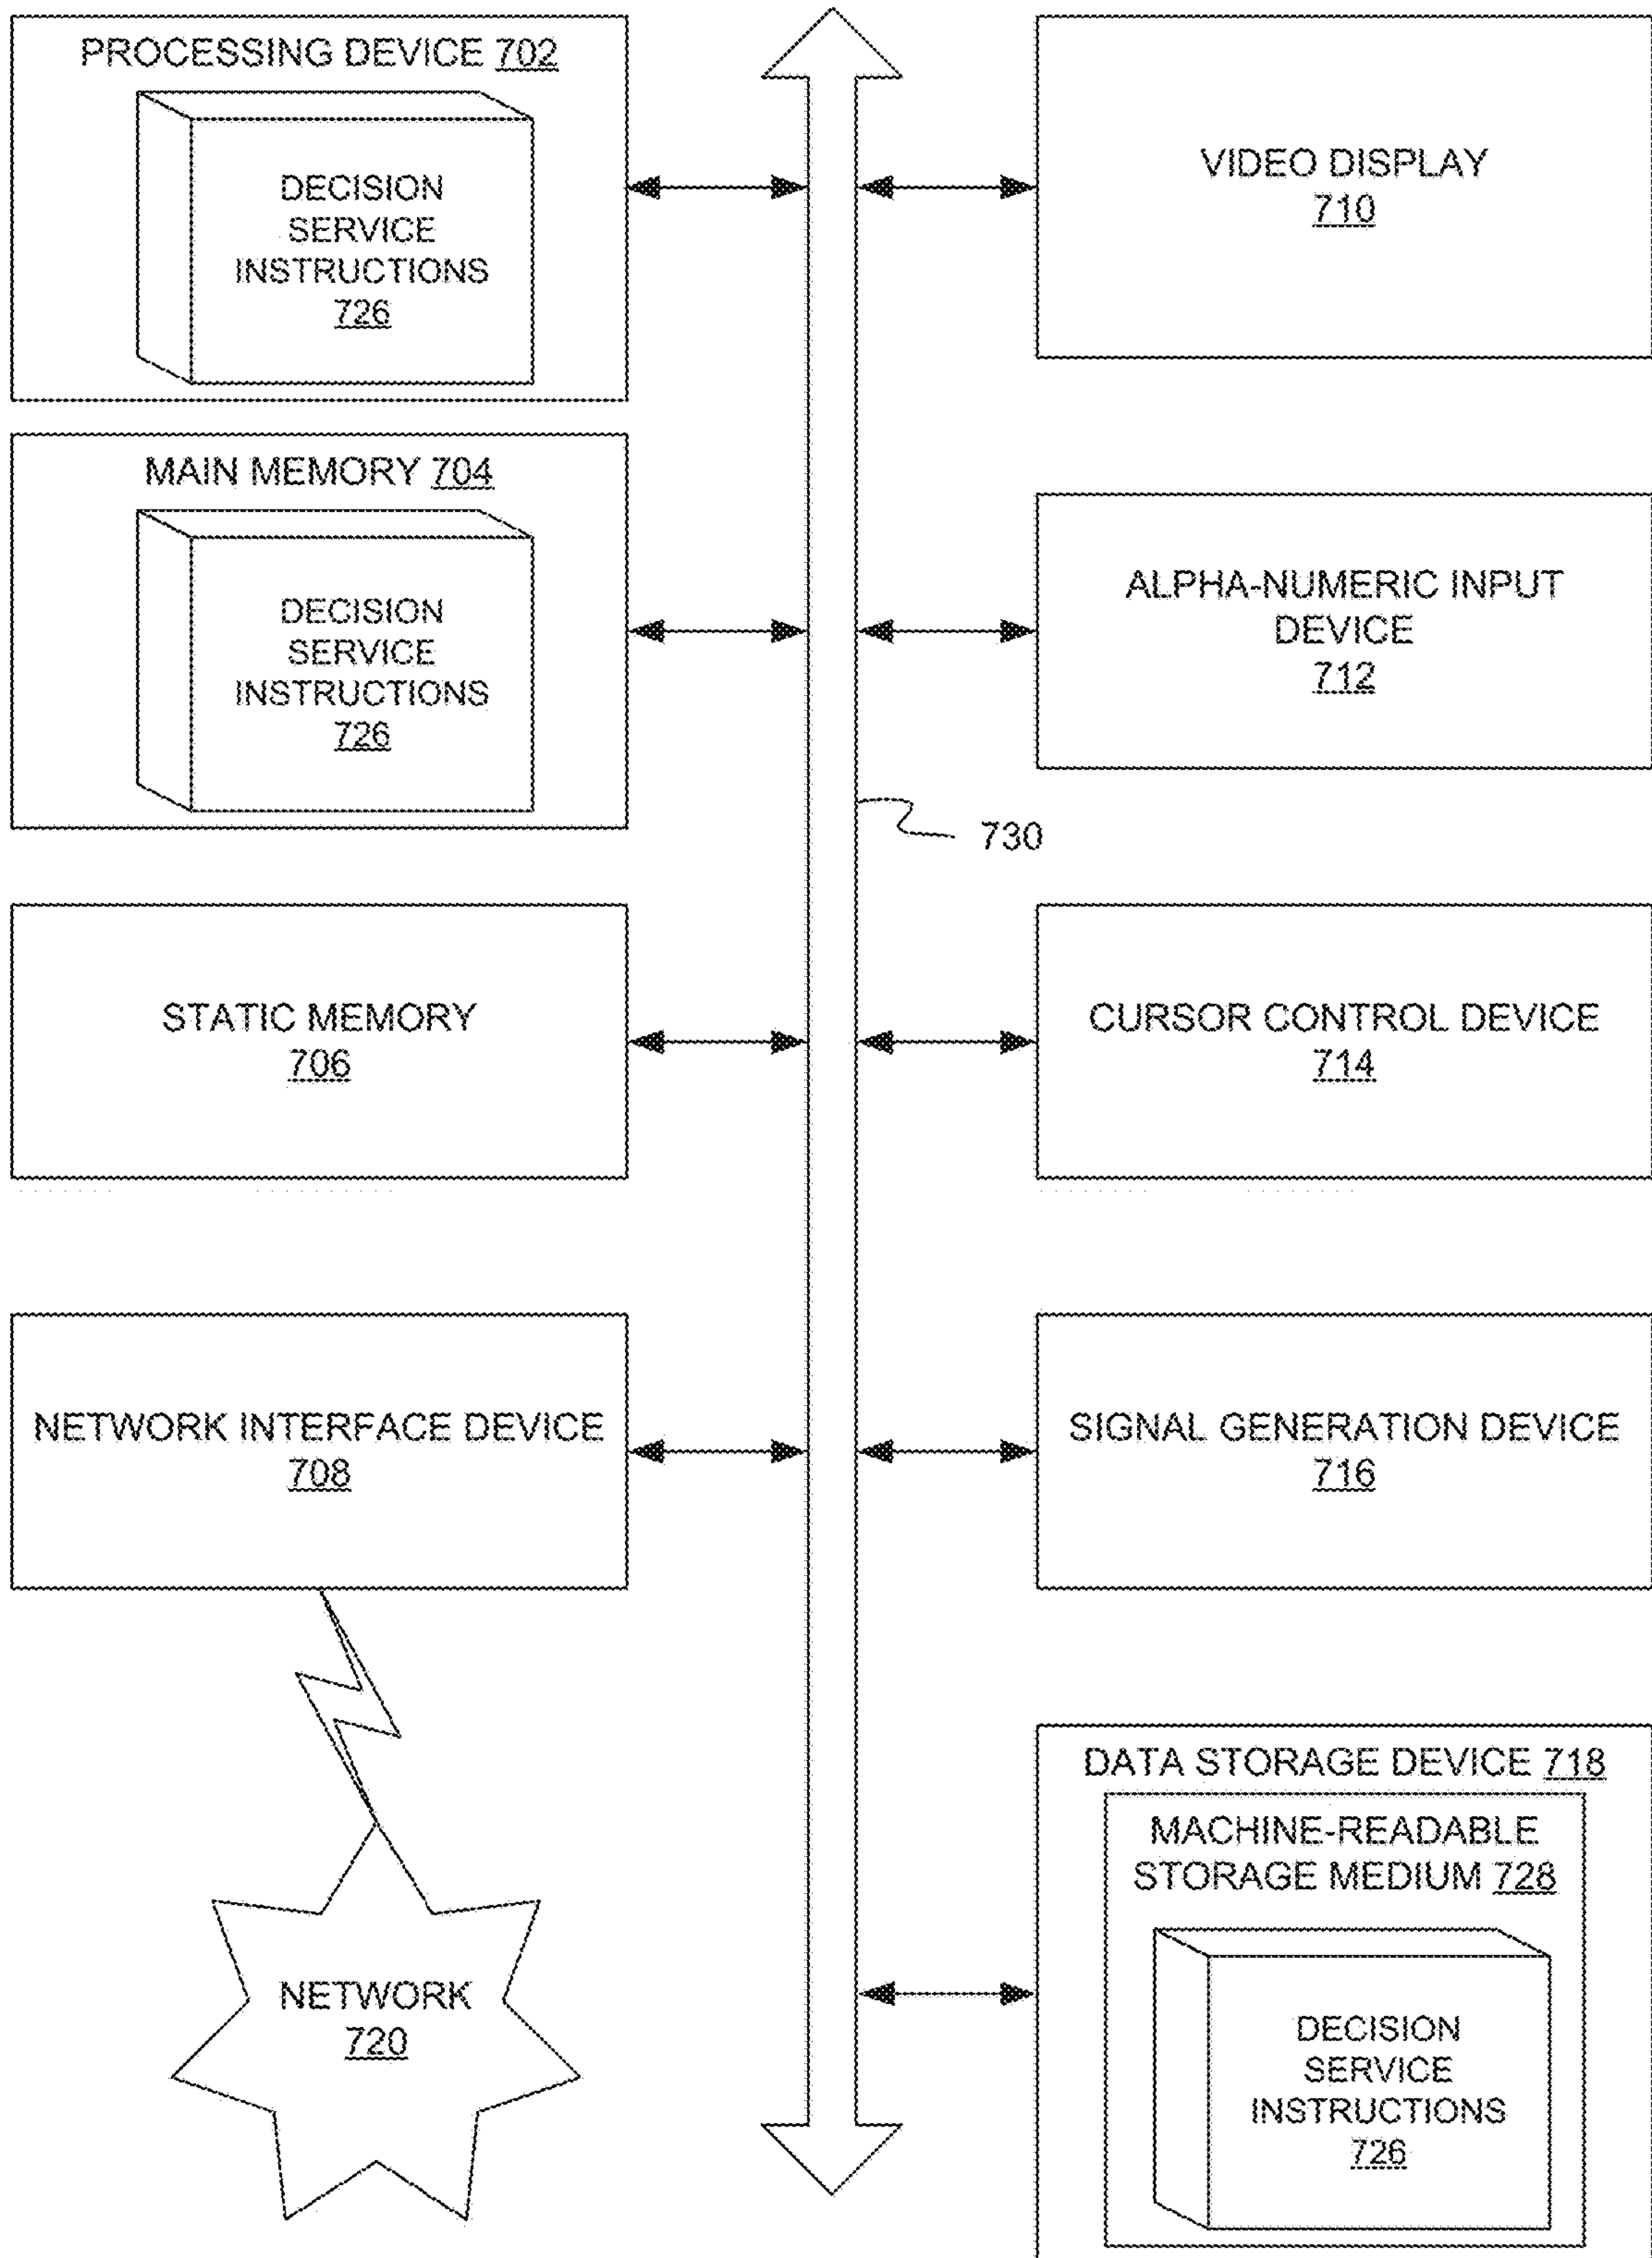 PROCESSING DEVICE 702
DECISION
SERVICE
INSTRUCTIONS
726
MAIN MEMORY 704
DECISION
SERVICE
INSTRUCTIONS
726
STATIC MEMORY
706
NETWORK INTERFACE DEVICE
708
NETWORK
720
730
VIDEO DISPLAY
710
ALPHA-NUMERIC INPUT
DEVICE
712
CURSOR CONTROL DEVICE
714
SIGNAL GENERATION DEVICE
716
DATA STORAGE DEVICE 718
MACHINE-READABLE
STORAGE MEDIUM 728
DECISION
SERVICE
INSTRUCTIONS
726